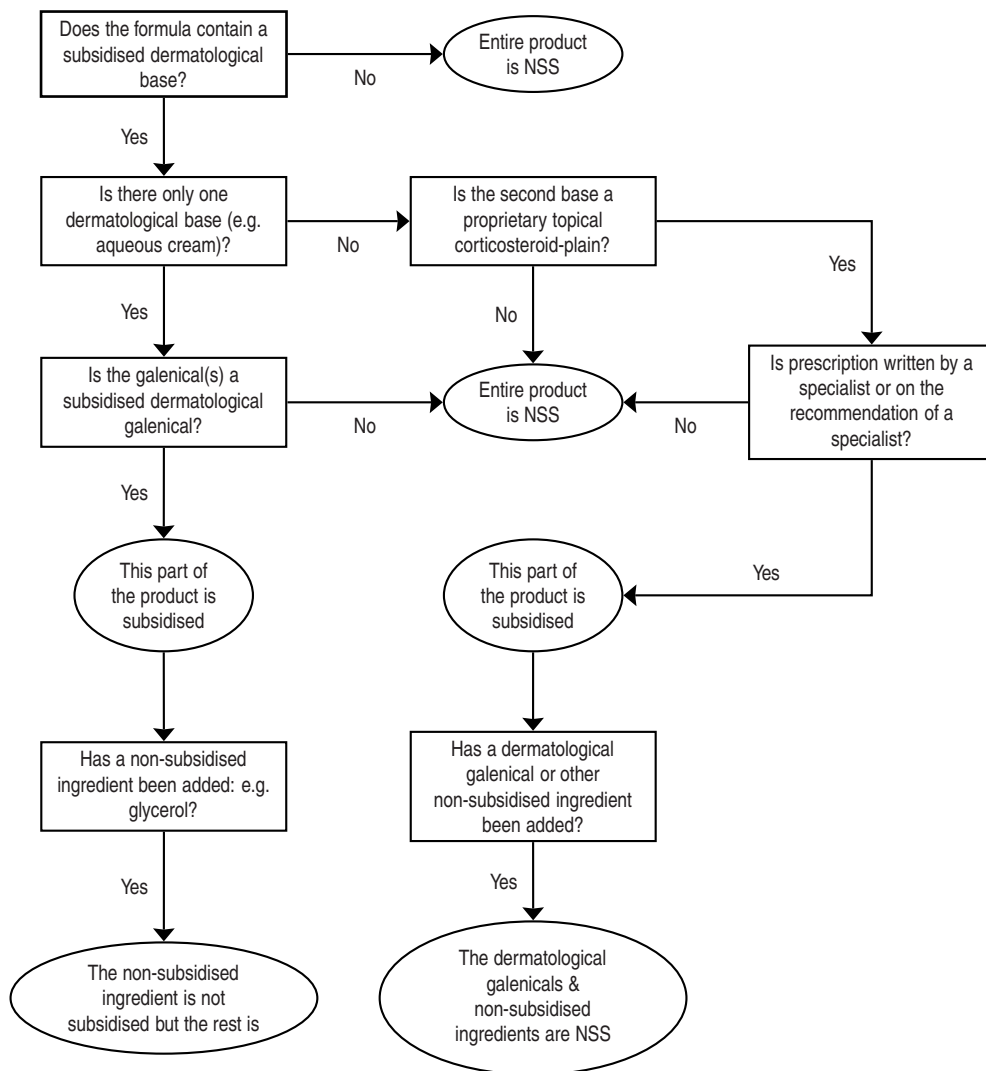 Does the formula contain a
subsidised dermatological
base?
No
Entire product
is NSS
Yes
Is there only one
dermatological base (e.g.
aqueous cream)?
No
Is the second base a
proprietary topical
corticosteroid-plain?
Yes
Yes
No
Is the galenical(s) a
subsidised dermatological
galenical?
No
Entire product
is NSS
No
Is prescription written by a
specialist or on the
recommendation of a
specialist?
Yes
Yes
This part of
the product is
subsidised
This part of
the product is
subsidised
Has a non-subsidised
ingredient been added: e.g.
glycerol?
Has a dermatological
galenical or other
non-subsidised ingredient
been added?
Yes
Yes
The non-subsidised
ingredient is not
subsidised but the rest is
The dermatological
galenicals &
non-subsidised
ingredients are NSS